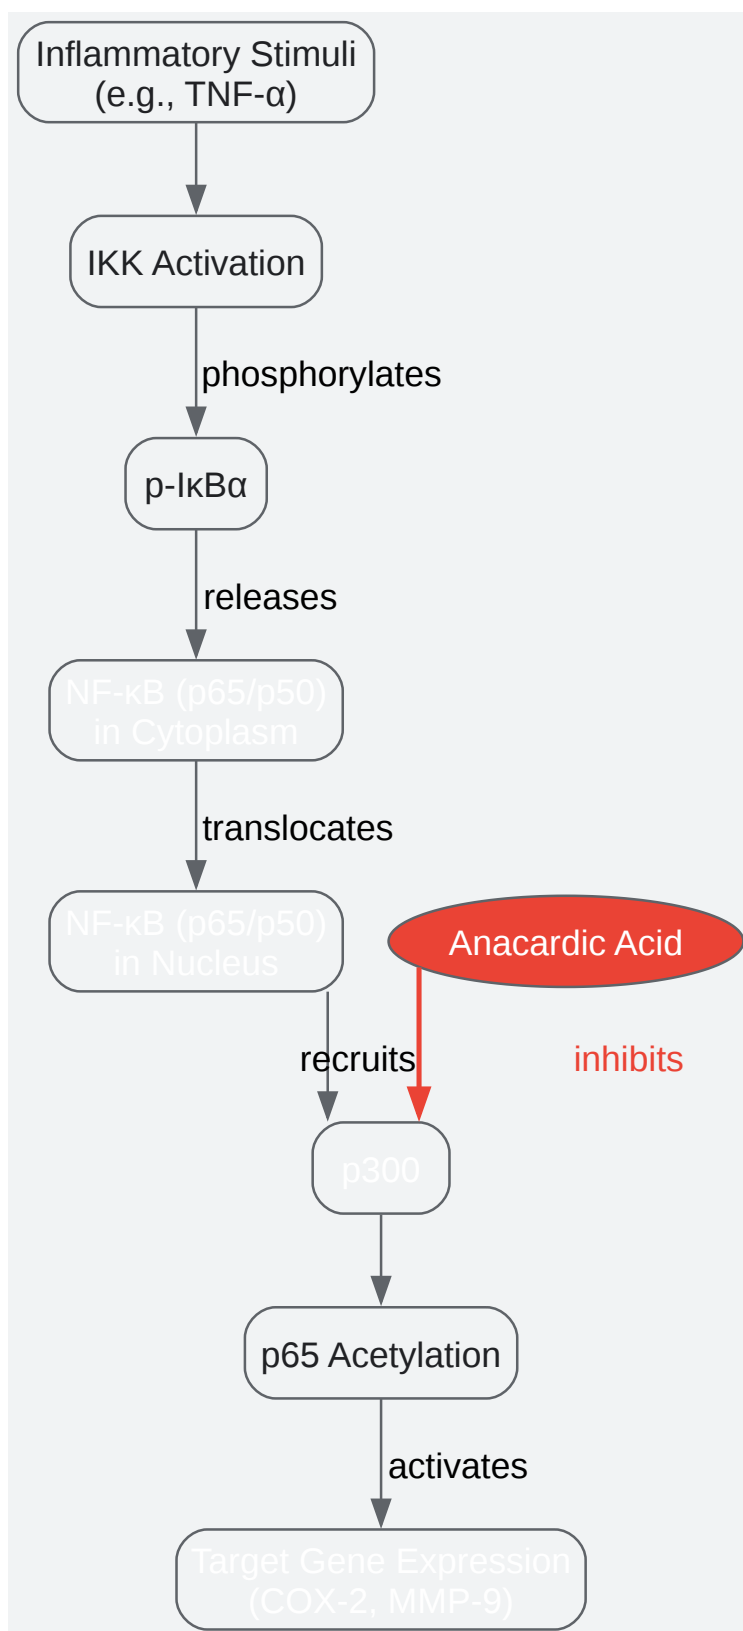 Inflammatory Stimuli
(e.g., TNF-α)
IKK Activation
phosphorylates
p-IκBα
releases
NF-κB (p65/p50)
in Cytoplasm
translocates
NF-κB (p65/p50)
in Nucleus
Anacardic Acid
recruits
inhibits
p300
p65 Acetylation
activates
Target Gene Expression
(COX-2, MMP-9)